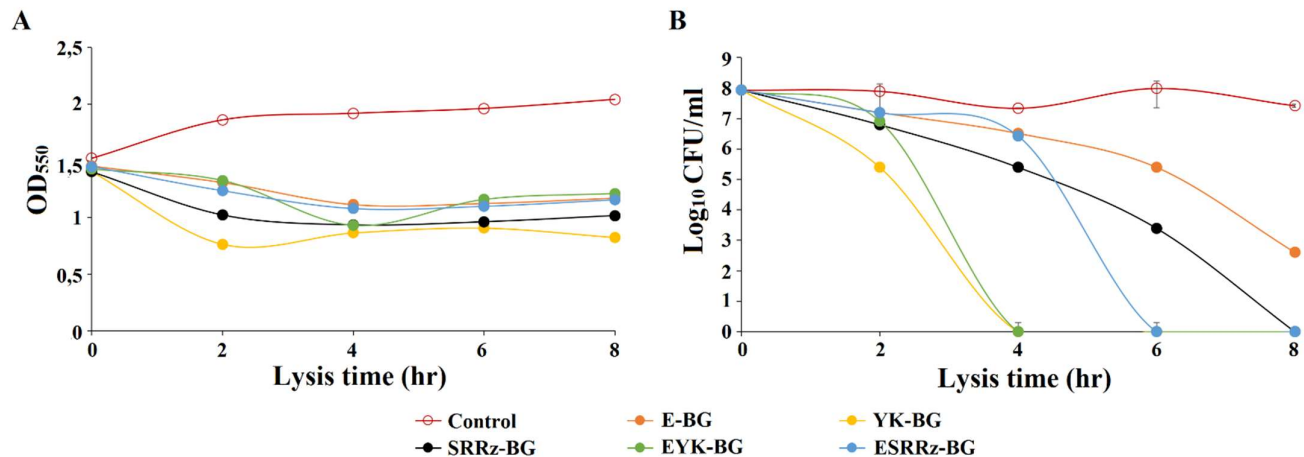 A
B
OD550
2,5
2
1,5
1
0,5
0
0 2 4 6 8
Lysis time (hr)
Log10 CFU/ml
9
8
7
6
5
4
3
2
1
0
0 2 4 6 8
Lysis time (hr)
Control E-BG YK-BG
SRRz-BG EYK-BG ESRRz-BG